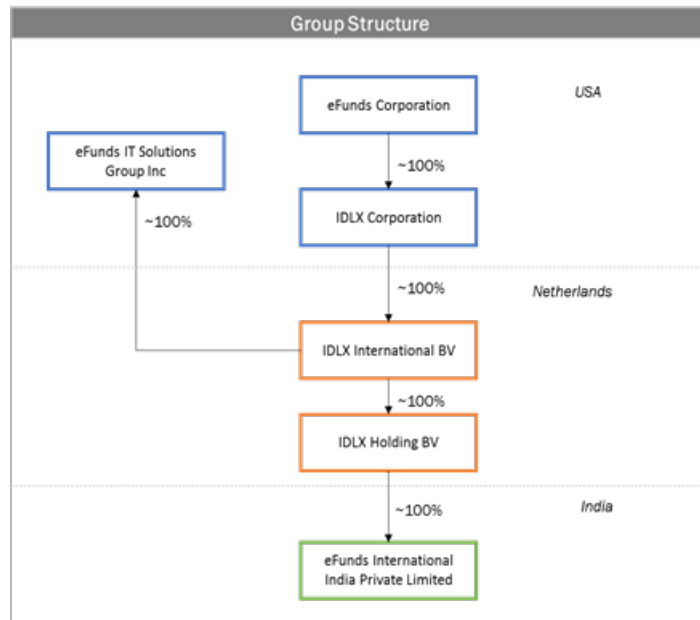 Group Structure
USA
eFunds Corporation
eFunds IT Solutions
Group Inc
~100%
IDLX Corporation
~100%
~100%
Netherlands
IDLX International BV
~100%
IDLX Holding BV
~100%
India
eFunds International
India Private Limited